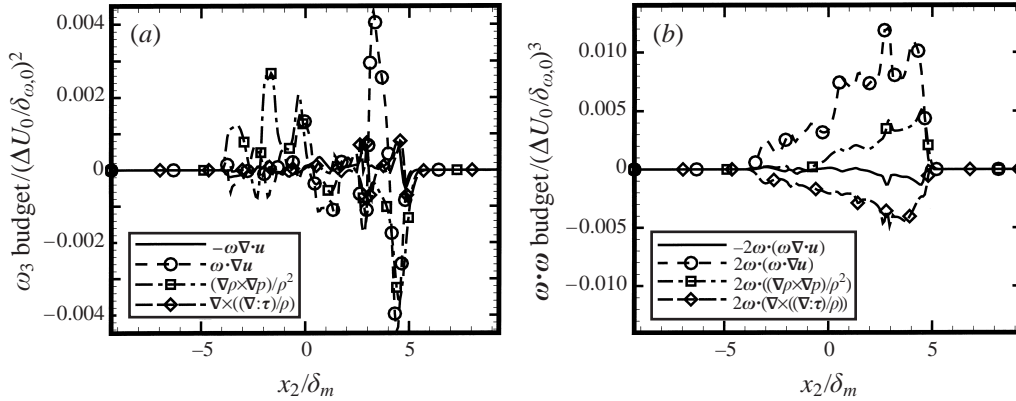 (a)
ω₃ budget/(ΔU₀/δ_ω,0)²
0.004
0.002
0
−0.002
−0.004
−ω∇·u
ω·∇u
(∇ρ×∇p)/ρ²
∇×((∇:τ)/ρ)
−5 0 5
x₂/δₘ
(b)
ω·ω budget/(ΔU₀/δ_ω,0)³
0.010
0.005
0
−0.005
−0.010
−2ω·(ω∇·u)
2ω·(ω·∇u)
2ω·((∇ρ×∇p)/ρ²)
2ω·(∇×((∇:τ)/ρ))
−5 0 5
x₂/δₘ